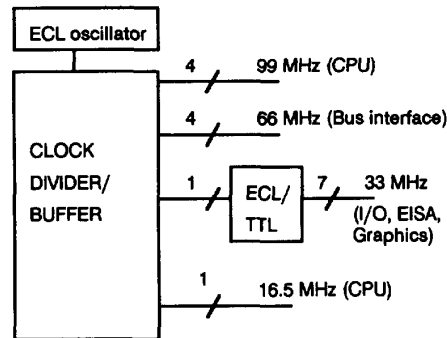 ECL oscillator
4 99 MHz (CPU)
4 66 MHz (Bus interface)
CLOCK
DIVIDER/
BUFFER
1 ECL/
TTL
7 33 MHz
(I/O, EISA,
Graphics)
1 16.5 MHz (CPU)